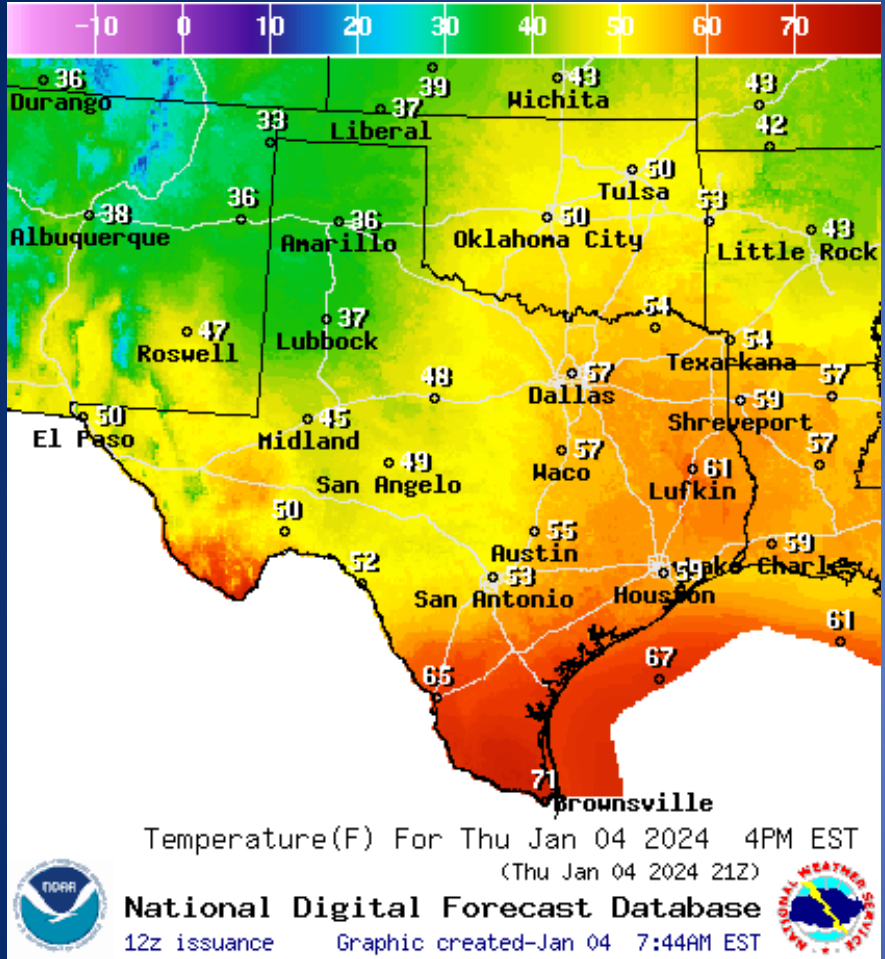 -10 0 10 20 30 40 50 60 70
36
Durango
39
43
Wichita
43
37
Liberal
33
42
50
Tulsa
38
Albuquerque
36
36
Amarillo
50
Oklahoma City
53
43
Little Rock
47
Roswell
37
Lubbock
54
54
Texarkana
48
57
Dallas
59
Shreveport
57
50
El Paso
45
Midland
49
San Angelo
57
Waco
61
Lufkin
57
50
55
Austin
59
Lake Charles
52
53
San Antonio
59
Houston
61
65
67
71
Brownsville
Temperature(F) For Thu Jan 04 2024 4PM EST
(Thu Jan 04 2024 21Z)
NOAA
National Digital Forecast Database
12z issuance Graphic created-Jan 04 7:44AM EST
NATIONAL WEATHER SERVICE